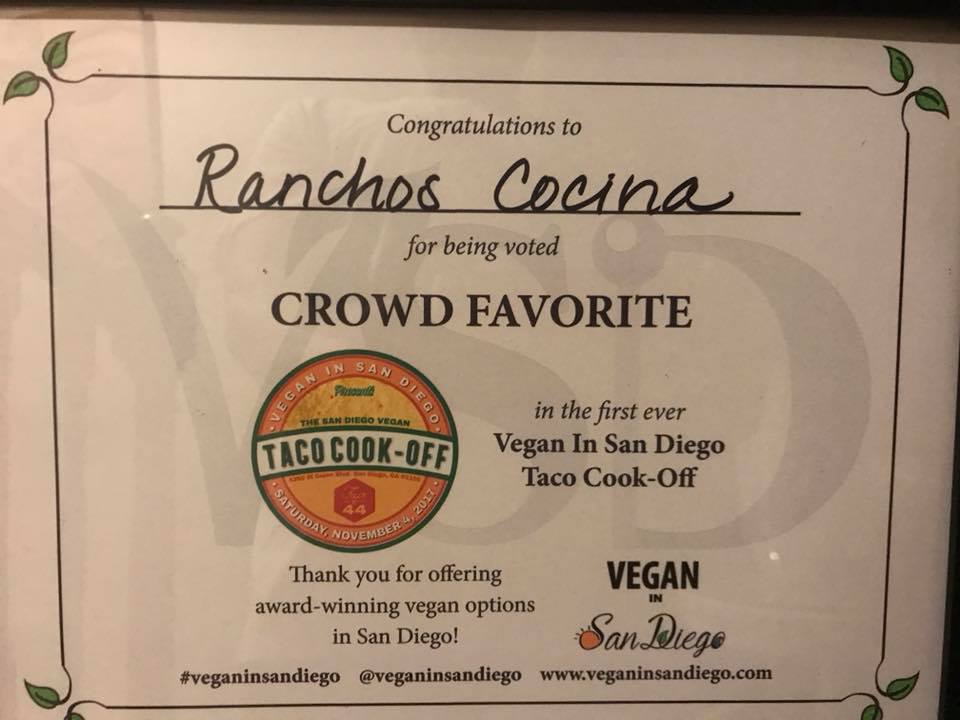 Congratulations to
Ranchos Cocina
for being voted
CROWD FAVORITE
VEGAN IN SAN DIEGO
Presents
THE SAN DIEGO VEGAN
TACO COOK-OFF
44
SATURDAY, NOVEMBER 4, 2017
in the first ever
Vegan In San Diego
Taco Cook-Off
Thank you for offering
award-winning vegan options
in San Diego!
VEGAN
IN
San Diego
#veganinsandiego @veganinsandiego www.veganinsandiego.com
VSD